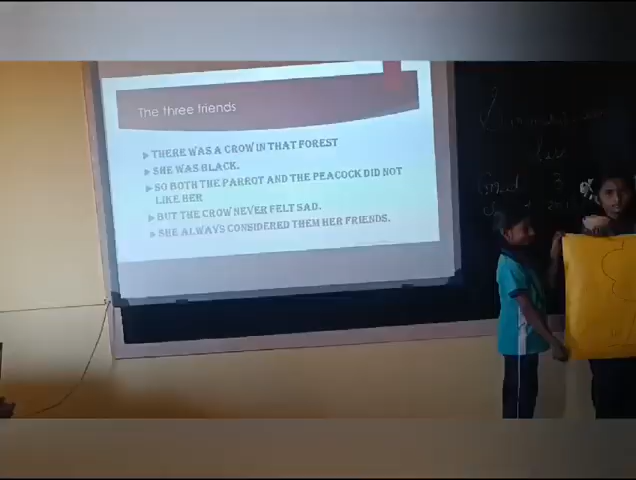 The three friends
THERE WAS A CROW IN THAT FOREST
SHE WAS BLACK.
SO BOTH THE PARROT AND THE PEACOCK DID NOT
LIKE HER
BUT THE CROW NEVER FELT SAD.
SHE ALWAYS CONSIDERED THEM HER FRIENDS.
3